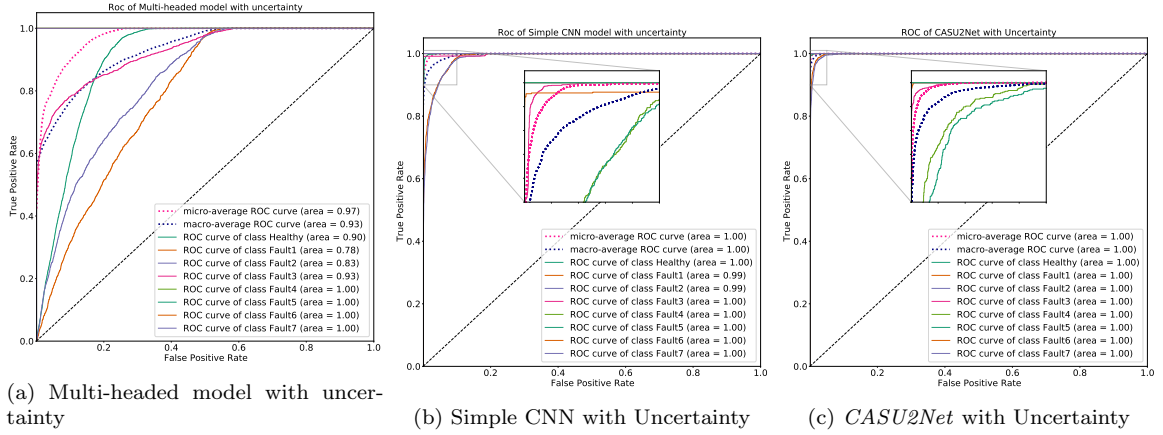 Roc of Multi-headed model with uncertainty
True Positive Rate
1.0
0.8
0.6
0.4
0.2
0.0
micro-average ROC curve (area = 0.97)
macro-average ROC curve (area = 0.93)
ROC curve of class Healthy (area = 0.90)
ROC curve of class Fault1 (area = 0.78)
ROC curve of class Fault2 (area = 0.83)
ROC curve of class Fault3 (area = 0.93)
ROC curve of class Fault4 (area = 1.00)
ROC curve of class Fault5 (area = 1.00)
ROC curve of class Fault6 (area = 1.00)
ROC curve of class Fault7 (area = 1.00)
0.2 0.4 0.6 0.8 1.0
False Positive Rate
(a) Multi-headed model with uncer-
tainty
Roc of Simple CNN model with uncertainty
True Positive Rate
1.0
0.8
0.6
0.4
0.2
0.0
micro-average ROC curve (area = 1.00)
macro-average ROC curve (area = 1.00)
ROC curve of class Healthy (area = 1.00)
ROC curve of class Fault1 (area = 0.99)
ROC curve of class Fault2 (area = 0.99)
ROC curve of class Fault3 (area = 1.00)
ROC curve of class Fault4 (area = 1.00)
ROC curve of class Fault5 (area = 1.00)
ROC curve of class Fault6 (area = 1.00)
ROC curve of class Fault7 (area = 1.00)
0.2 0.4 0.6 0.8 1.0
False Positive Rate
(b) Simple CNN with Uncertainty
ROC of CASU2Net with Uncertainty
True Positive Rate
1.0
0.8
0.6
0.4
0.2
0.0
micro-average ROC curve (area = 1.00)
macro-average ROC curve (area = 1.00)
ROC curve of class Healthy (area = 1.00)
ROC curve of class Fault1 (area = 1.00)
ROC curve of class Fault2 (area = 1.00)
ROC curve of class Fault3 (area = 1.00)
ROC curve of class Fault4 (area = 1.00)
ROC curve of class Fault5 (area = 1.00)
ROC curve of class Fault6 (area = 1.00)
ROC curve of class Fault7 (area = 1.00)
0.2 0.4 0.6 0.8 1.0
False Positive Rate
(c) CASU2Net with Uncertainty